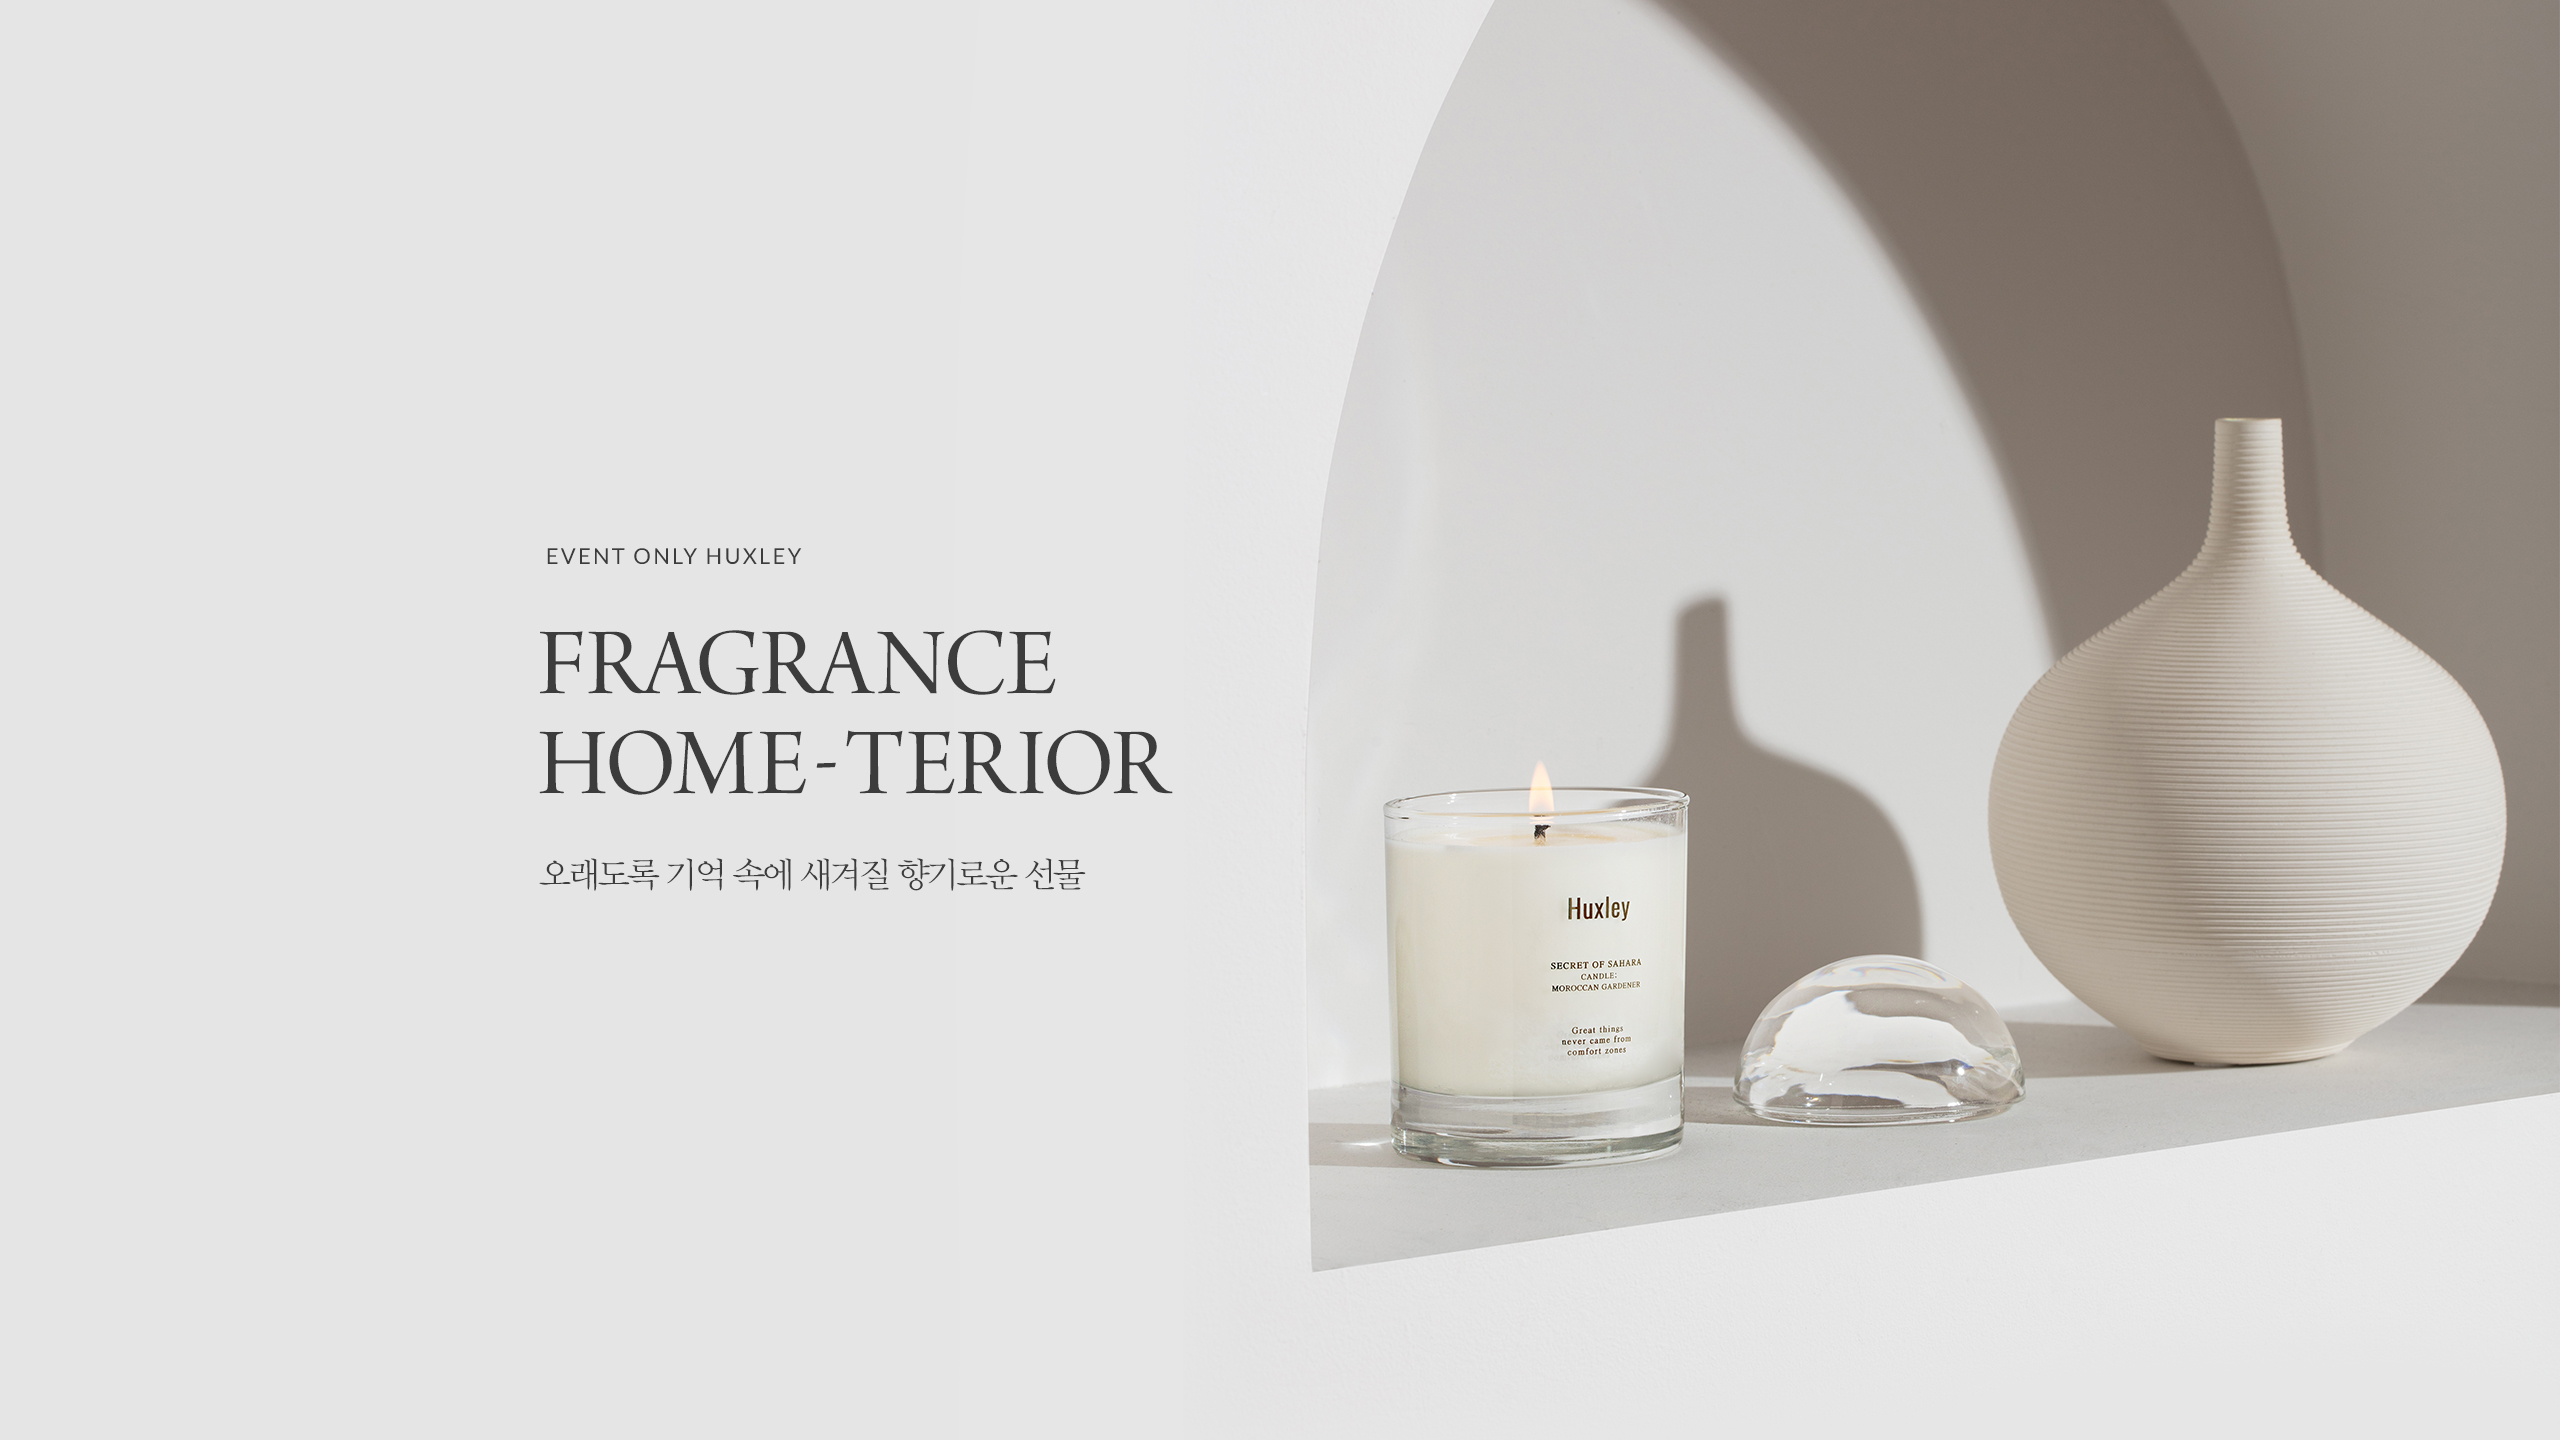 EVENT ONLY HUXLEY
FRAGRANCE
HOME-TERIOR
오래도록 기억 속에 새겨질 향기로운 선물
Huxley
SECRET OF SAHARA
CANDLE:
MOROCCAN GARDENER
Great things
never came from
comfort zones